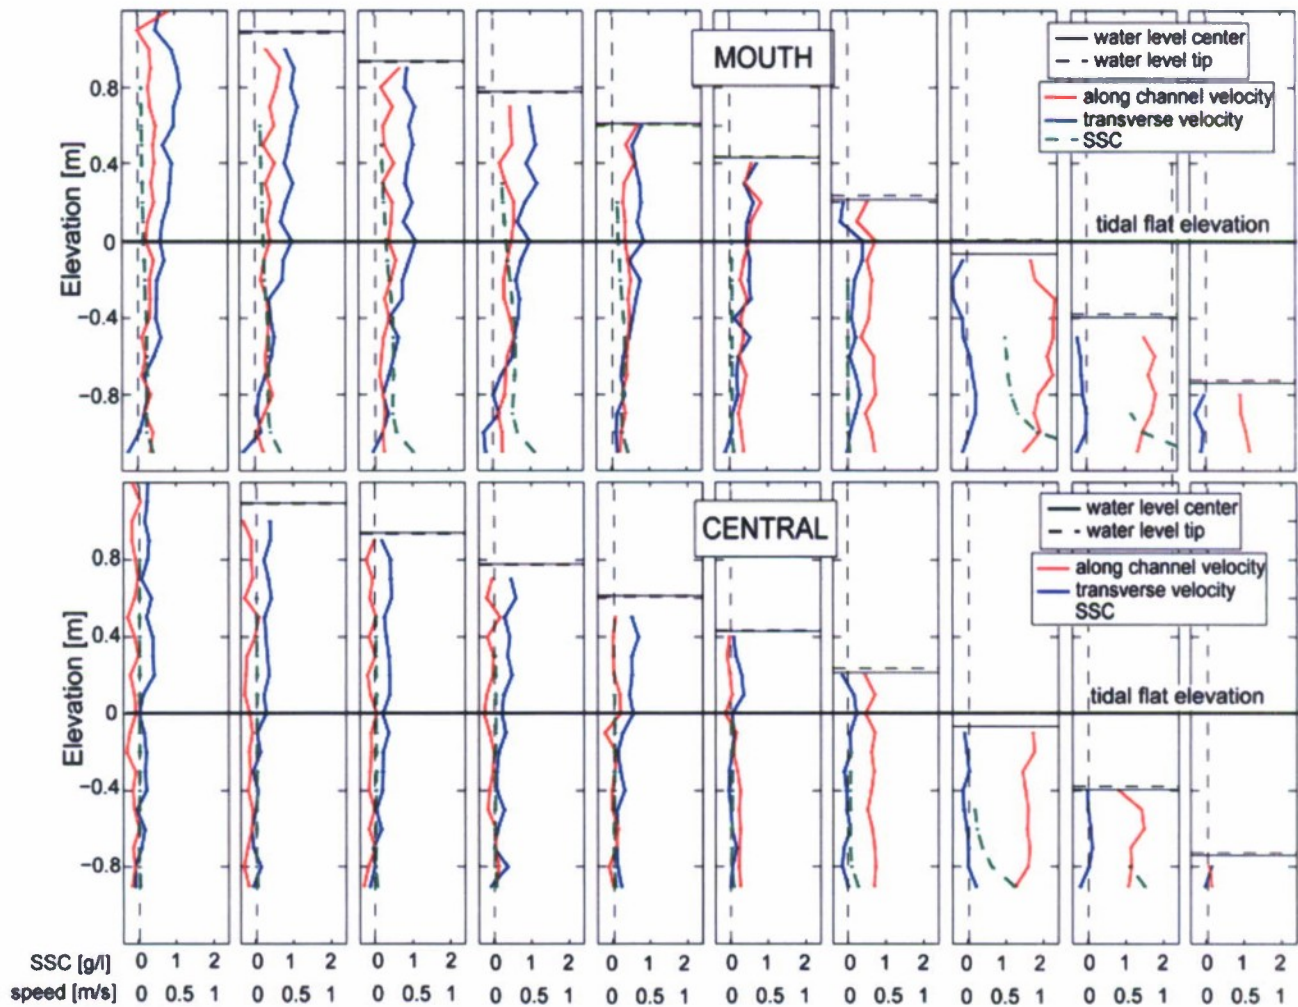 MOUTH
water level center
water level tip
along channel velocity
transverse velocity
SSC
tidal flat elevation
Elevation [m]
0.8
0.4
0
−0.4
−0.8
CENTRAL
water level center
water level tip
along channel velocity
transverse velocity
SSC
tidal flat elevation
Elevation [m]
0.8
0.4
0
−0.4
−0.8
SSC [g/l] 0 1 2 0 1 2 0 1 2 0 1 2 0 1 2 0 1 2 0 1 2 0 1 2 0 1 2 0 1 2
speed [m/s] 0 0.5 1 0 0.5 1 0 0.5 1 0 0.5 1 0 0.5 1 0 0.5 1 0 0.5 1 0 0.5 1 0 0.5 1 0 0.5 1